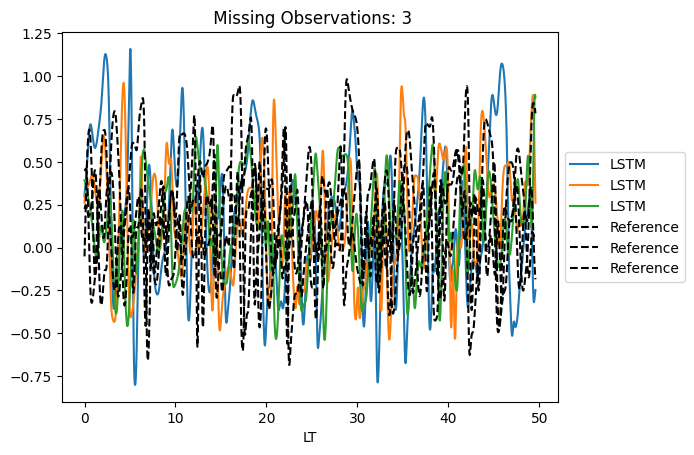 Missing Observations: 3
1.25
1.00
0.75
0.50
0.25
0.00
−0.25
−0.50
−0.75
0
10
20
30
40
50
LT
LSTM
LSTM
LSTM
Reference
Reference
Reference